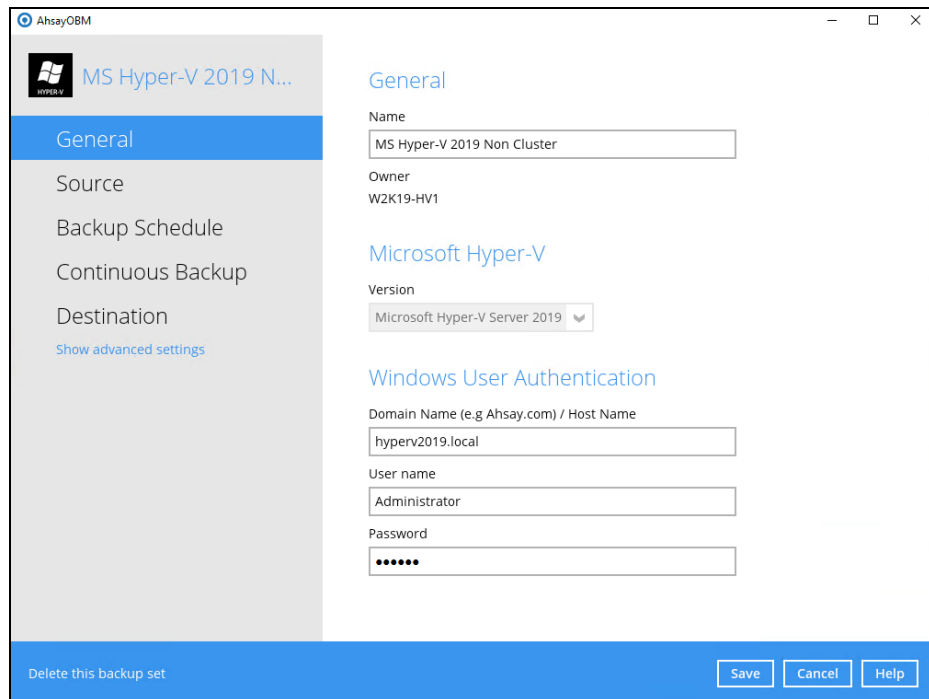 AhsayOBM
HYPER-V
MS Hyper-V 2019 N...
General
Source
Backup Schedule
Continuous Backup
Destination
Show advanced settings
General
Name
MS Hyper-V 2019 Non Cluster
Owner
W2K19-HV1
Microsoft Hyper-V
Version
Microsoft Hyper-V Server 2019
Windows User Authentication
Domain Name (e.g Ahsay.com) / Host Name
hyperv2019.local
User name
Administrator
Password
••••••
Delete this backup set
Save
Cancel
Help